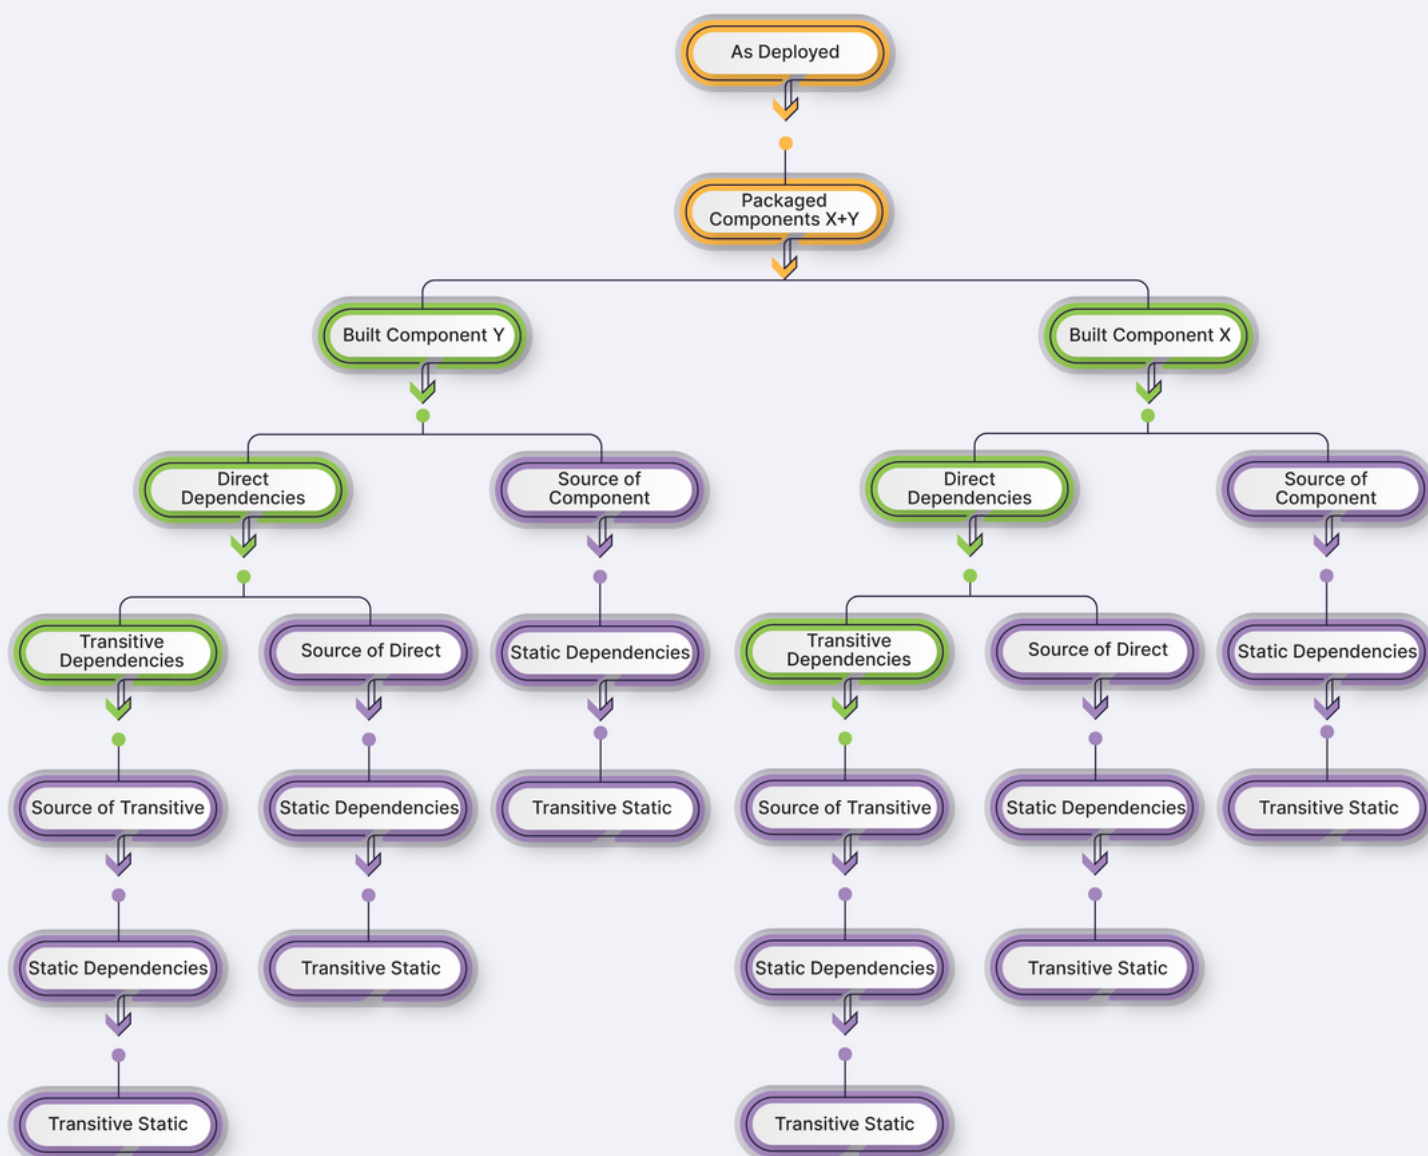 As Deployed
Packaged
Components X+Y
Built Component Y
Built Component X
Direct
Dependencies
Source of
Component
Direct
Dependencies
Source of
Component
Transitive
Dependencies
Source of Direct
Static Dependencies
Transitive
Dependencies
Source of Direct
Static Dependencies
Source of Transitive
Static Dependencies
Transitive Static
Source of Transitive
Static Dependencies
Transitive Static
Static Dependencies
Transitive Static
Static Dependencies
Transitive Static
Transitive Static
Transitive Static